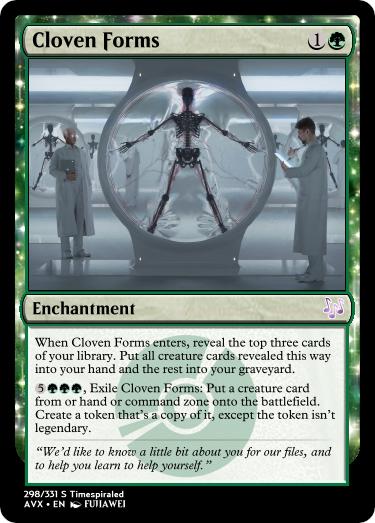 Cloven Forms 1
Enchantment
When Cloven Forms enters, reveal the top three cards
of your library. Put all creature cards revealed this way
into your hand and the rest into your graveyard.
5, Exile Cloven Forms: Put a creature card
from or hand or command zone onto the battlefield.
Create a token that's a copy of it, except the token isn't
legendary.
“We'd like to know a little bit about you for our files, and
to help you learn to help yourself.”
298/331 S Timespiraled
AVX • EN FUJIAWEI